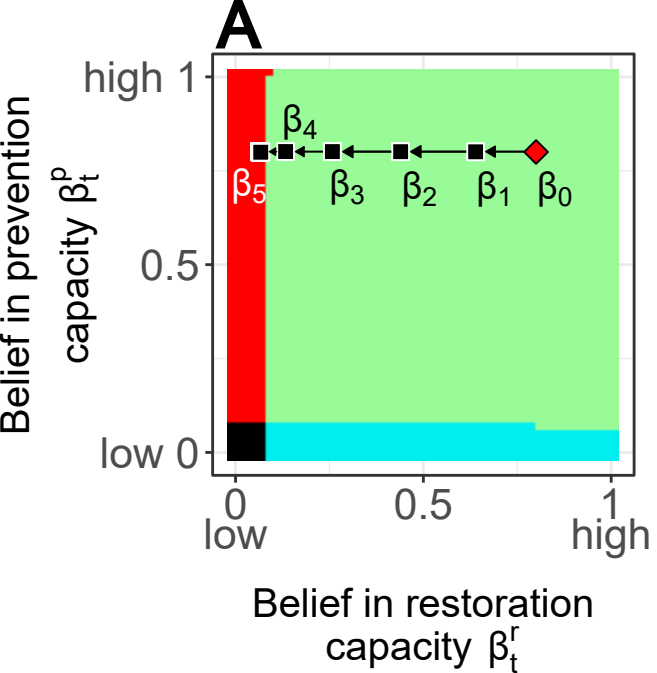 A
Belief in prevention
capacity βₜᵖ
high 1
0.5
low 0
β₄
β₅
β₃
β₂
β₁
β₀
0
0.5
1
low
high
Belief in restoration
capacity βₜʳ